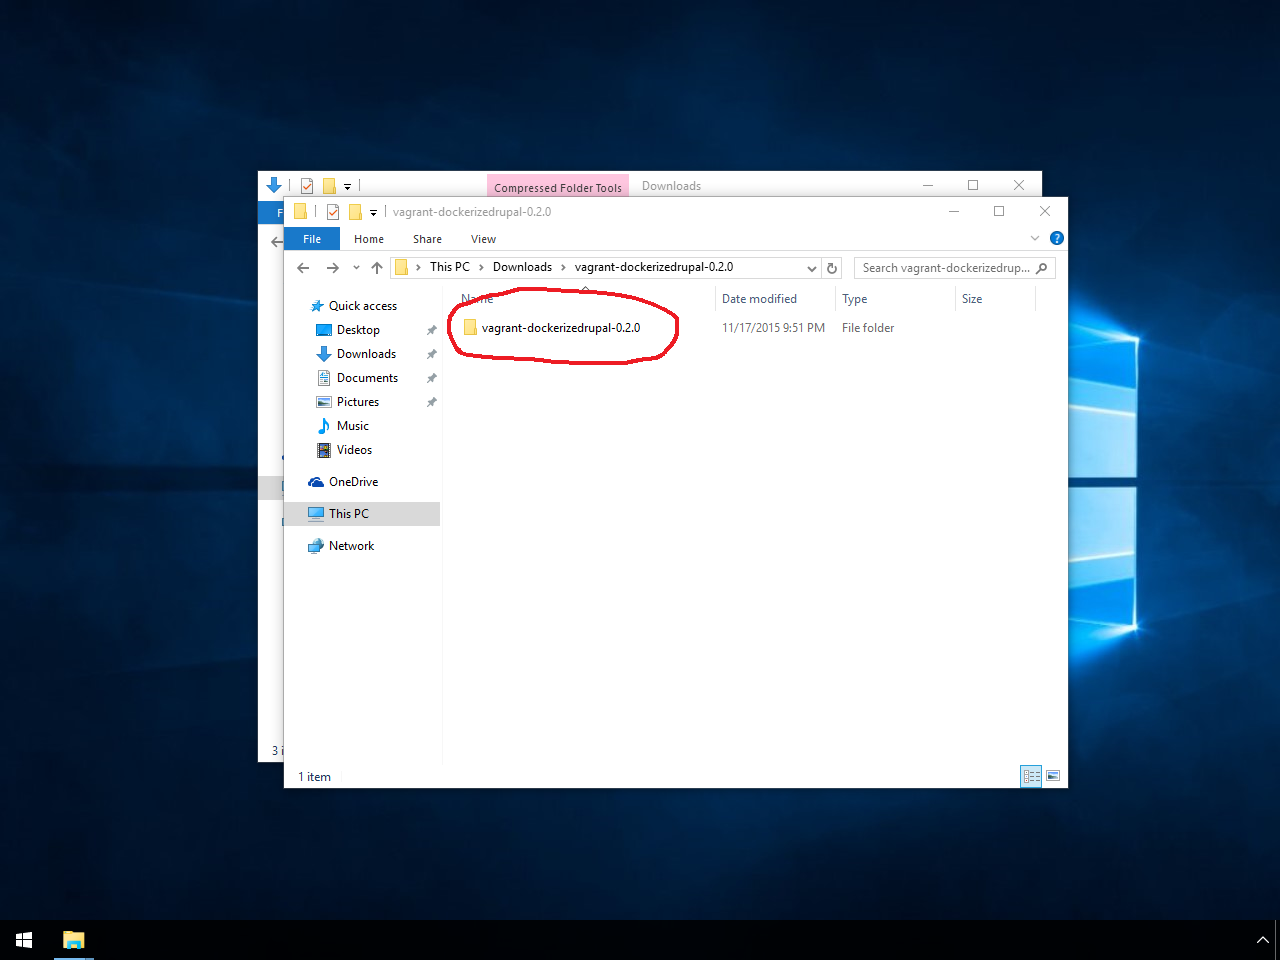 Compressed Folder Tools Downloads
vagrant-dockerizedrupal-0.2.0
F
File Home Share View
This PC Downloads vagrant-dockerizedrupal-0.2.0 Search vagrant-dockerizedrup...
Name Date modified Type Size
Quick access
vagrant-dockerizedrupal-0.2.0 11/17/2015 9:51 PM File folder
Desktop
Downloads
Documents
Pictures
Music
Videos
OneDrive
This PC
Network
3 i
1 item